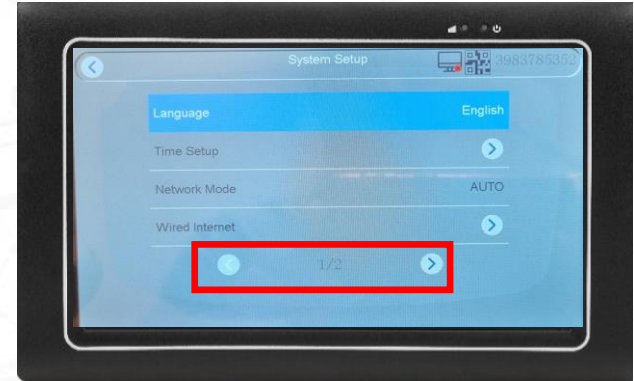 System Setup
3983785352
Language English
Time Setup
Network Mode AUTO
Wired Internet
1/2